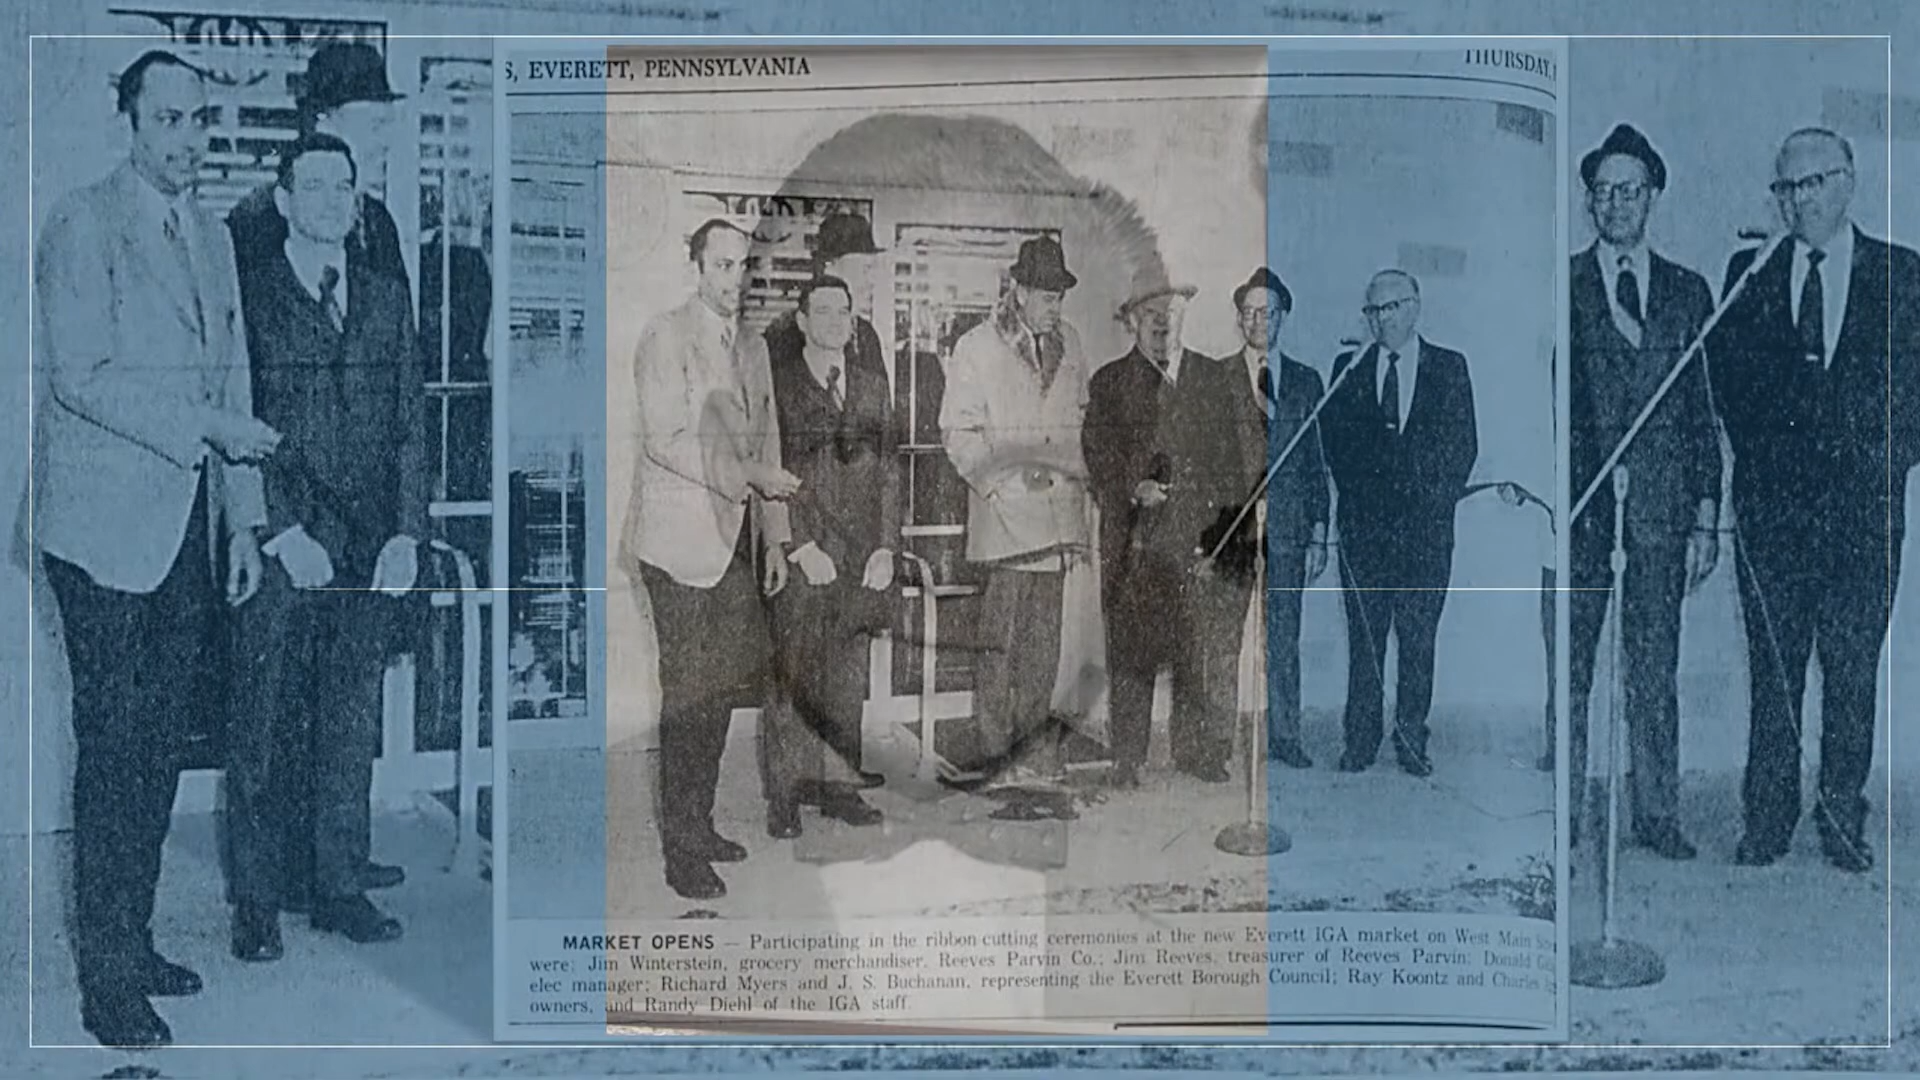 S, EVERETT, PENNSYLVANIA
THURSDAY,
MARKET OPENS — Participating in the ribbon cutting ceremonies at the new Everett IGA market on West Main
were: Jim Winterstein, grocery merchandiser, Reeves Parvin Co.; Jim Reeves, treasurer of Reeves Parvin; Donald
elec manager; Richard Myers and J. S. Buchanan, representing the Everett Borough Council; Ray Koontz and Charles
owners, and Randy Diehl of the IGA staff.